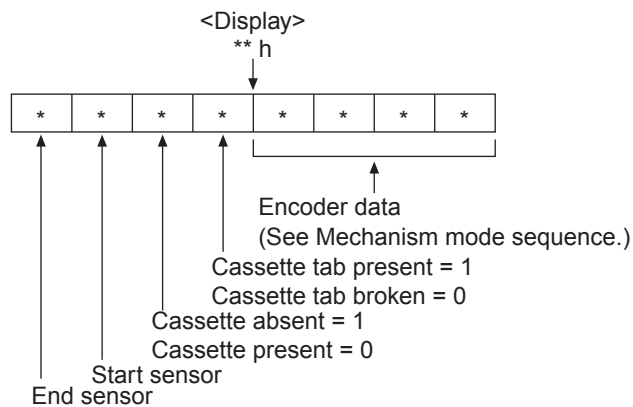 <Display>
** h
* * * * * * * *
Encoder data
(See Mechanism mode sequence.)
Cassette tab present = 1
Cassette tab broken = 0
Cassette absent = 1
Cassette present = 0
Start sensor
End sensor